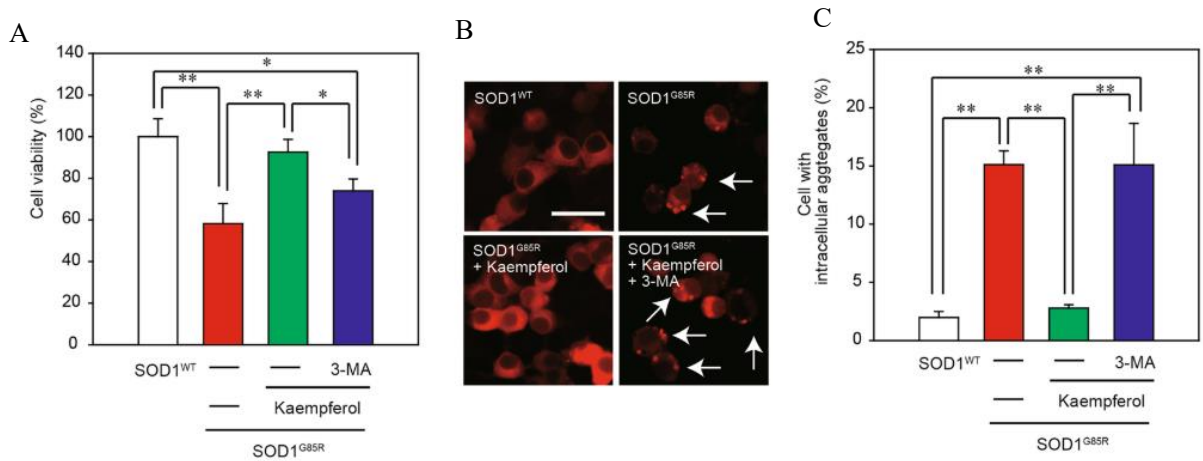 A
Cell viability (%)
140
120
100
80
60
40
20
0
*
**
**
*
SOD1WT
—
—
3-MA
—
Kaempferol
SOD1G85R
B
SOD1WT
SOD1G85R
SOD1G85R
+ Kaempferol
SOD1G85R
+ Kaempferol
+ 3-MA
C
Cell with
intracellular aggtegates (%)
25
20
15
10
5
0
**
**
**
**
SOD1WT
—
—
3-MA
—
Kaempferol
SOD1G85R